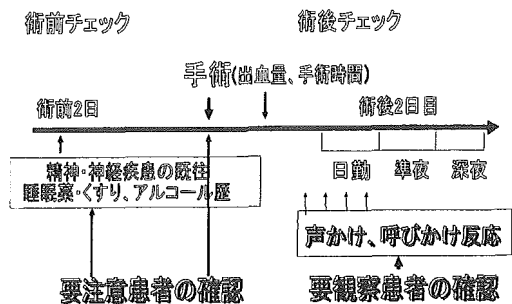 術前チェック
術後チェック
手術(出血量、手術時間)
術前2日
術後2日目
精神・神経疾患の既往
睡眠薬・くすり、アルコール歴
日勤
準夜
深夜
声かけ、呼びかけ反応
要注意患者の確認
要観察患者の確認